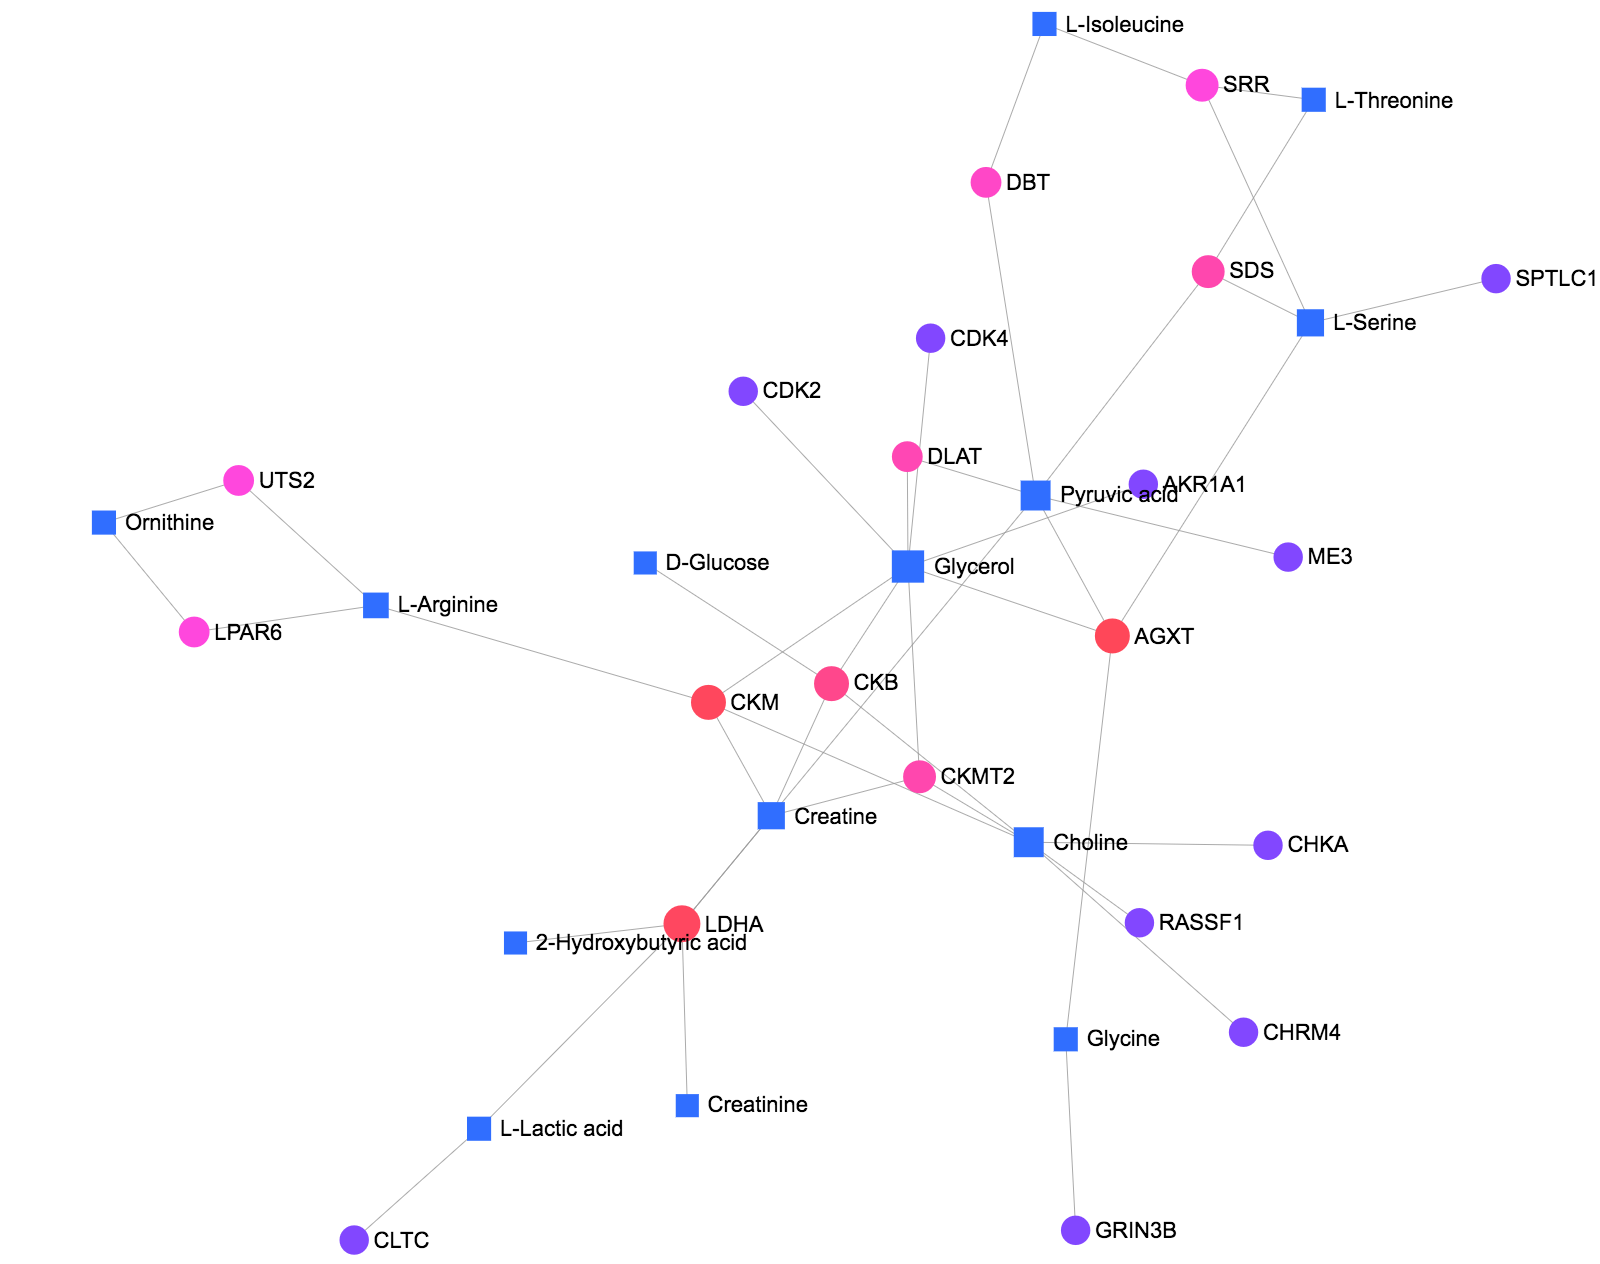 L-Isoleucine
SRR
L-Threonine
DBT
SDS
SPTLC1
L-Serine
CDK4
CDK2
DLAT
UTS2
AKR1A1
Pyruvic acid
Ornithine
ME3
D-Glucose
Glycerol
L-Arginine
LPAR6
AGXT
CKB
CKM
CKMT2
Creatine
Choline
CHKA
RASSF1
LDHA
2-Hydroxybutyric acid
CHRM4
Glycine
Creatinine
L-Lactic acid
GRIN3B
CLTC